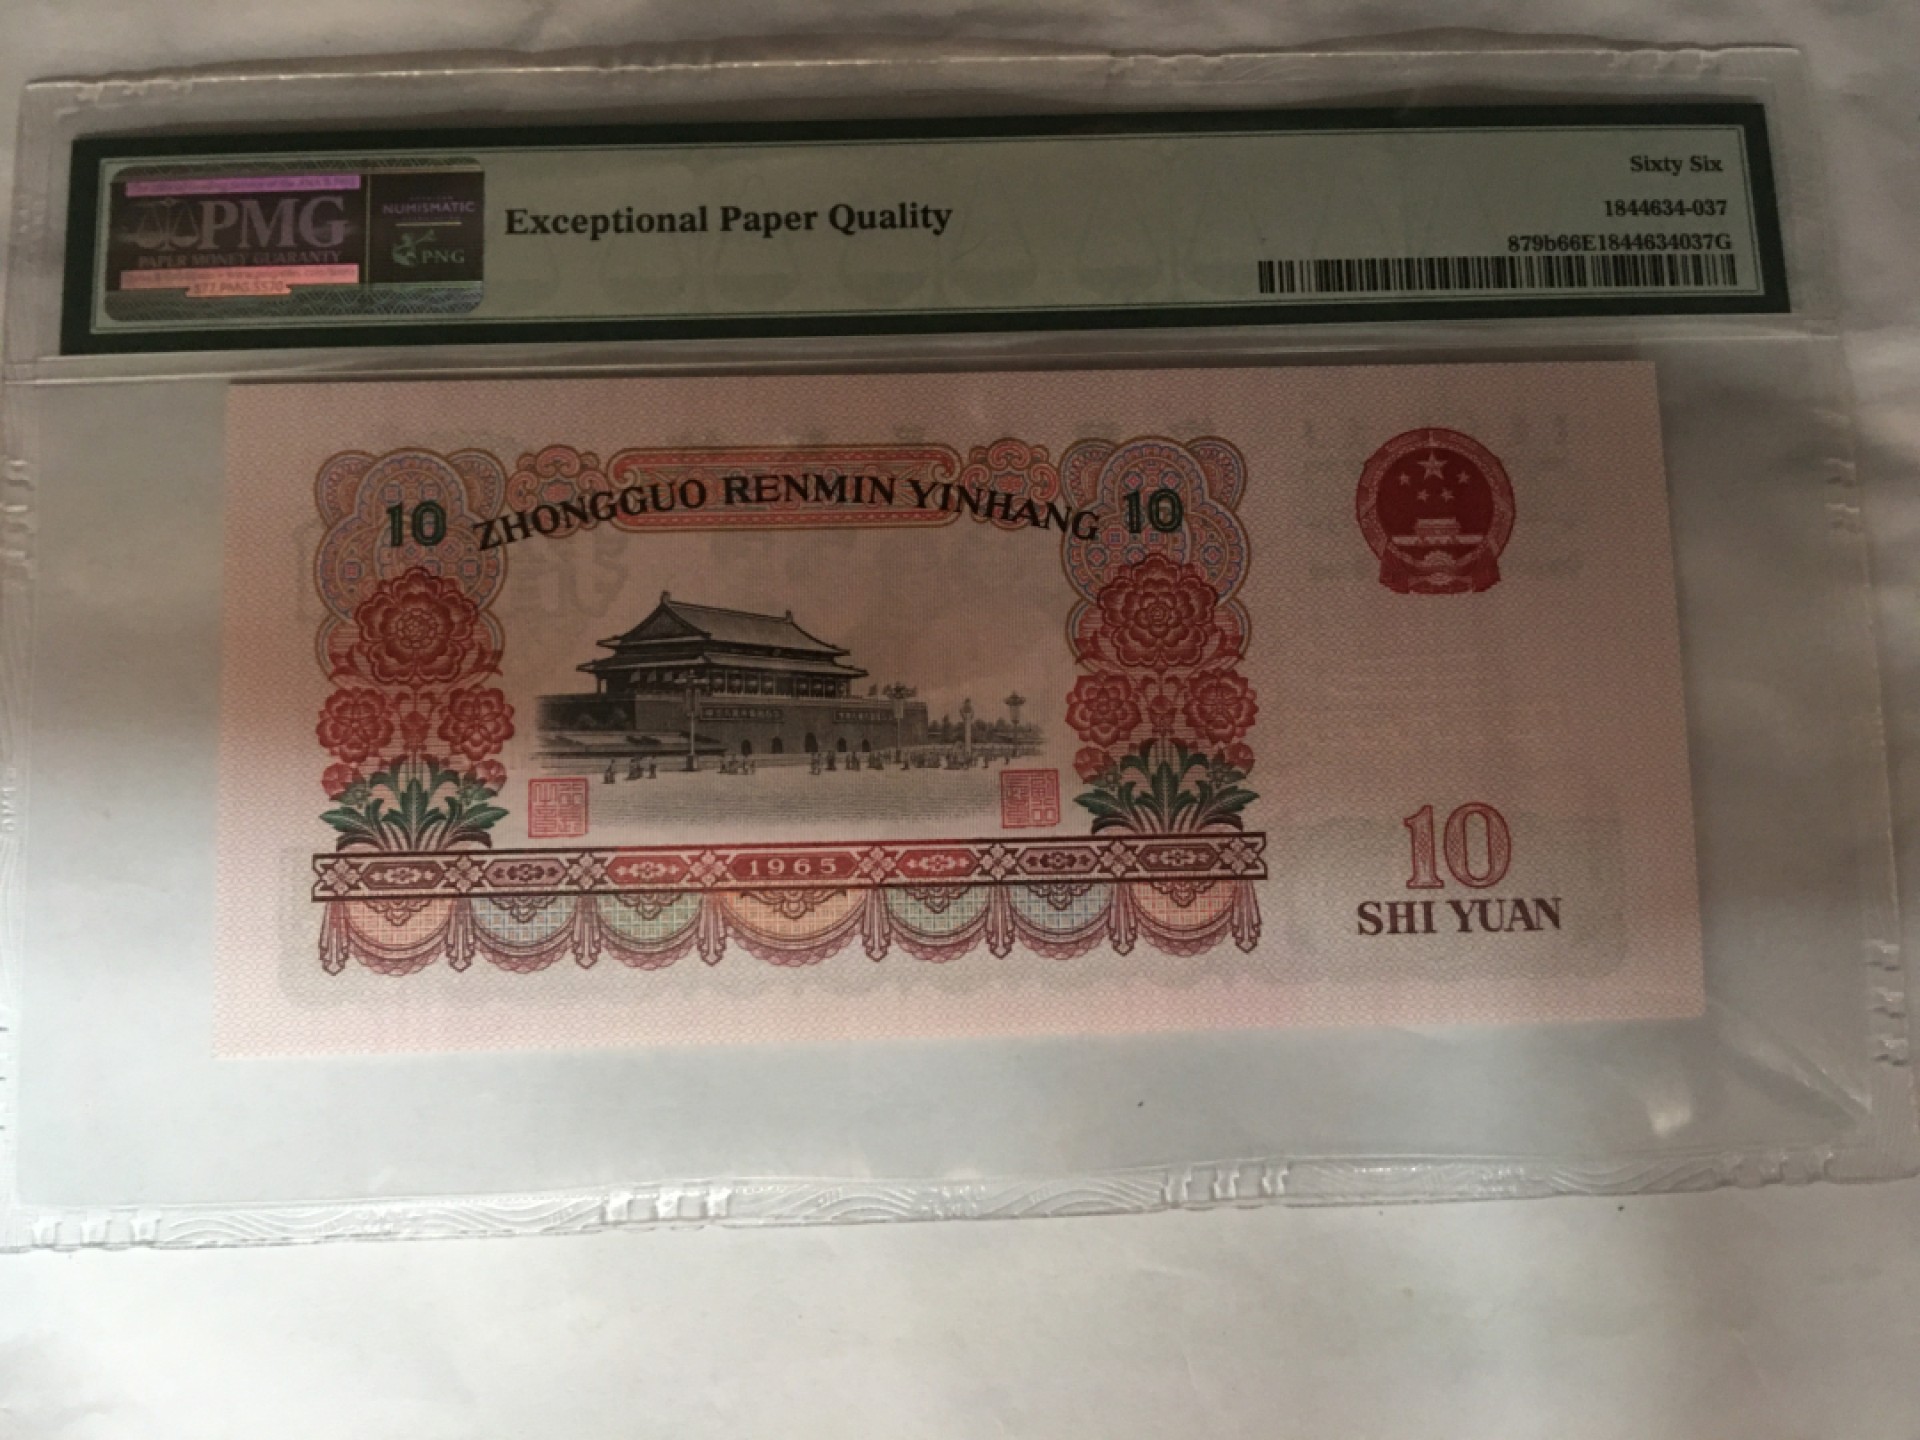 PMG
PAPER MONEY GUARANTY
NUMISMATIC
PNG
Exceptional Paper Quality
Sixty Six
1844634-037
879b66E1844634037G
10 ZHONGGUO RENMIN YINHANG 10
1965
10
SHI YUAN